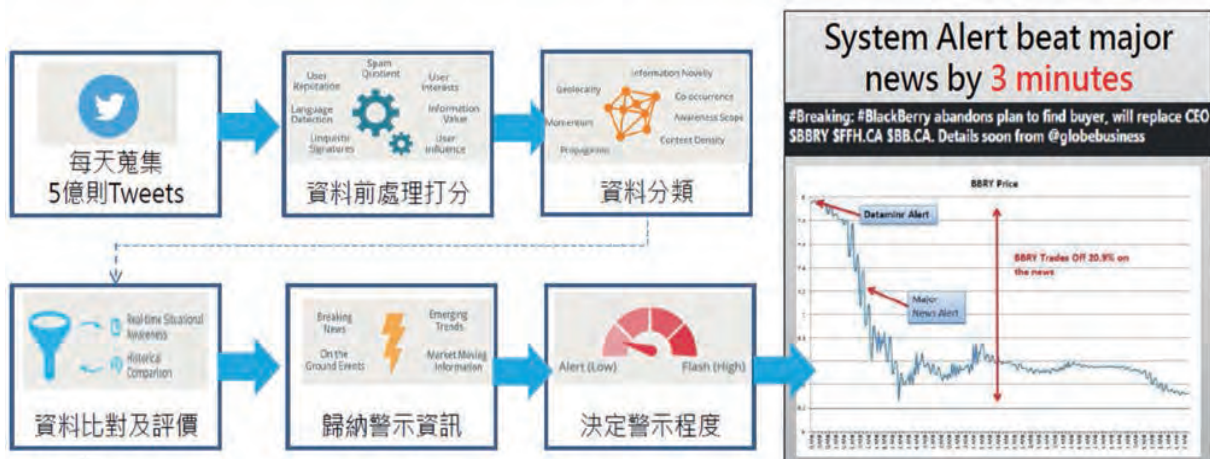 每天蒐集
5億則Tweets
Spam
Quotient
User
Reputation
User
Interests
Language
Detection
Information
Value
Linguistic
Signatures
User
Influence
資料前處理打分
Information Novelty
Geolocality
Co-occurrence
Momentum
Awareness Scope
Content Density
Propagation
資料分類
Real-time Situational
Awareness
Historical
Comparison
資料比對及評價
Breaking
News
Emerging
Trends
On the
Ground Events
Market Moving
Information
歸納警示資訊
Alert (Low)
Flash (High)
決定警示程度
System Alert beat major
news by 3 minutes
#Breaking: #BlackBerry abandons plan to find buyer, will replace CEO
$BBRY $FFH.CA $BB.CA. Details soon from @globebusiness
BBRY Price
Dataminr Alert
BBRY Trades Off 20.9% on
the news
Major
News Alert